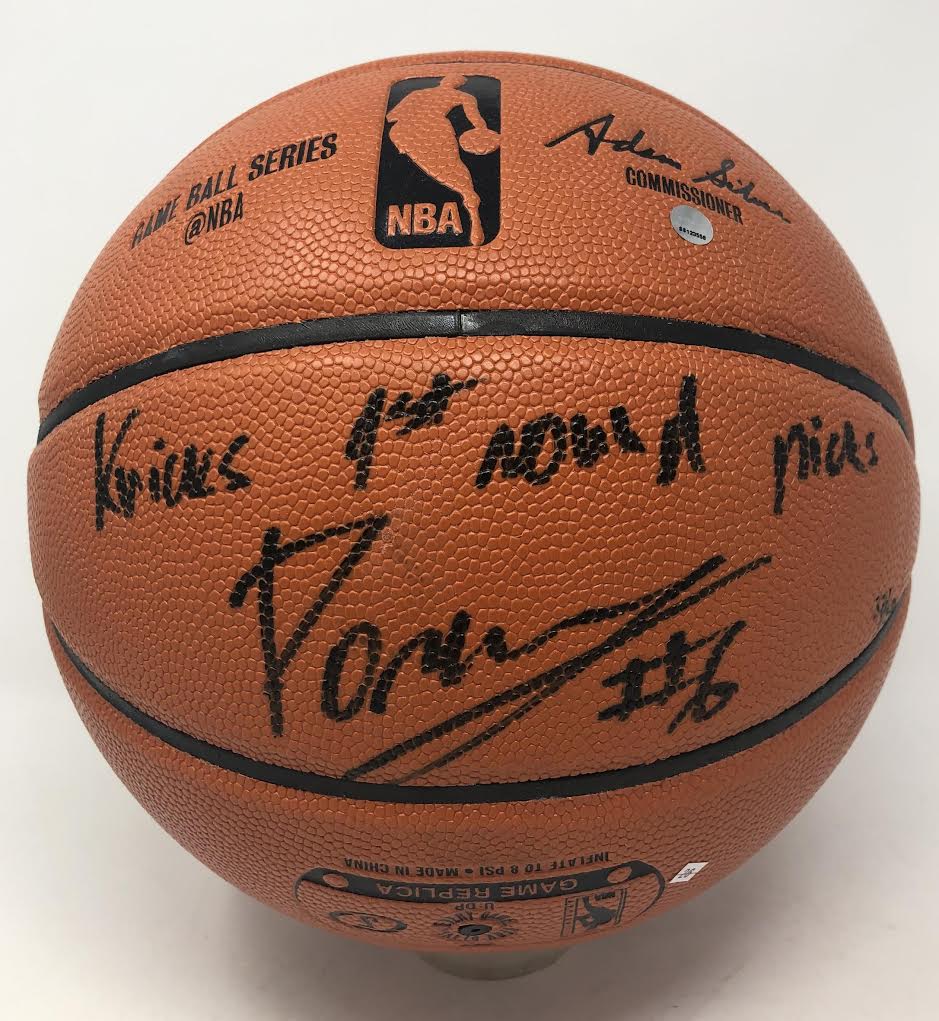 GAME BALL SERIES
@NBA
NBA
Adam Silver
COMMISSIONER
Knicks 1st round picks
#6
INFLATE TO 8 PSI • MADE IN CHINA
GAME REPLICA
NBA